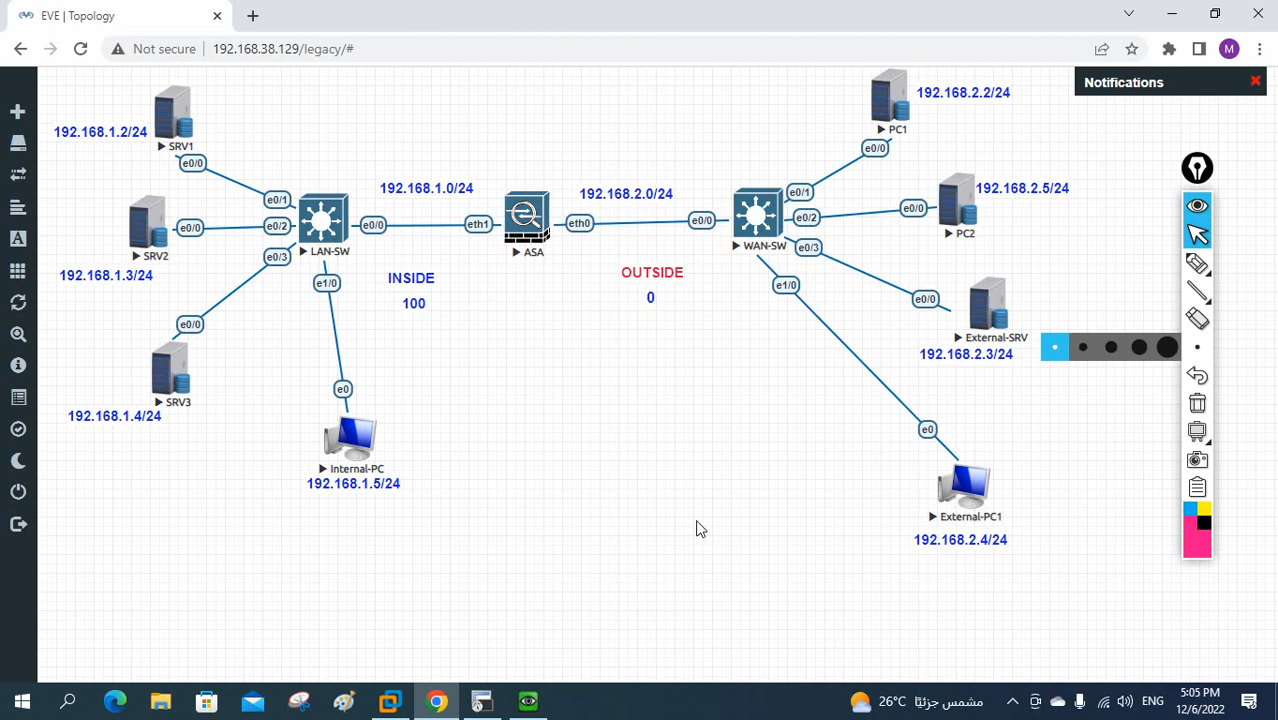 EVE | Topology
Not secure
192.168.38.129/legacy/#
M
Notifications
192.168.1.2/24
SRV1
e0/0
192.168.2.2/24
PC1
e0/0
192.168.1.0/24
192.168.2.0/24
192.168.2.5/24
e0/1
e0/1
SRV2
e0/0
e0/2
e0/0
eth1
eth0
e0/0
e0/2
e0/0
PC2
192.168.1.3/24
e0/3
LAN-SW
ASA
WAN-SW
e0/3
e1/0
INSIDE
100
OUTSIDE
0
e1/0
e0/0
External-SRV
192.168.2.3/24
e0/0
SRV3
192.168.1.4/24
e0
e0
Internal-PC
192.168.1.5/24
External-PC1
192.168.2.4/24
26°C
مشمس جزئيًا
ENG
5:05 PM
12/6/2022